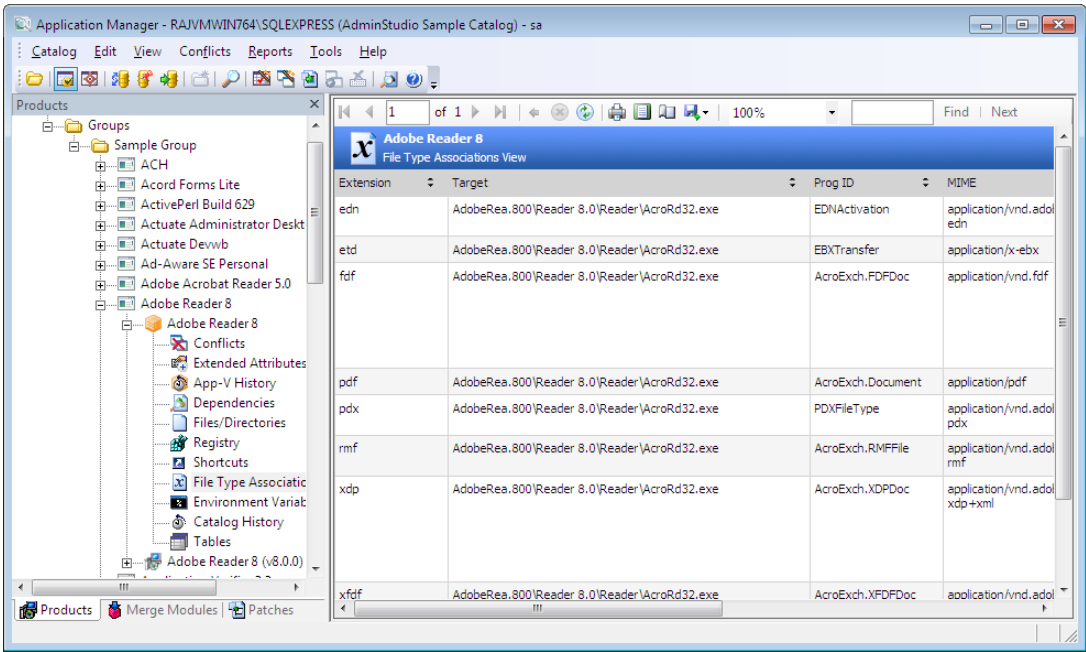 Application Manager - RAJVMWIN764\SQLEXPRESS (AdminStudio Sample Catalog) - sa
Catalog Edit View Conflicts Reports Tools Help
Products
Groups
Sample Group
ACH
Acord Forms Lite
ActivePerl Build 629
Actuate Administrator Deskt
Actuate Devwb
Ad-Aware SE Personal
Adobe Acrobat Reader 5.0
Adobe Reader 8
Adobe Reader 8
Conflicts
Extended Attributes
App-V History
Dependencies
Files/Directories
Registry
Shortcuts
File Type Associatic
Environment Variab
Catalog History
Tables
Adobe Reader 8 (v8.0.0)
Products Merge Modules Patches
1 of 1 100% Find | Next
Adobe Reader 8
File Type Associations View
Extension Target Prog ID MIME
edn AdobeRea.800\Reader 8.0\Reader\AcroRd32.exe EDNActivation application/vnd.adol
edn
etd AdobeRea.800\Reader 8.0\Reader\AcroRd32.exe EBXTransfer application/x-ebx
fdf AdobeRea.800\Reader 8.0\Reader\AcroRd32.exe AcroExch.FDFDoc application/vnd.fdf
pdf AdobeRea.800\Reader 8.0\Reader\AcroRd32.exe AcroExch.Document application/pdf
pdx AdobeRea.800\Reader 8.0\Reader\AcroRd32.exe PDXFileType application/vnd.adol
pdx
rmf AdobeRea.800\Reader 8.0\Reader\AcroRd32.exe AcroExch.RMFFile application/vnd.adol
rmf
xdp AdobeRea.800\Reader 8.0\Reader\AcroRd32.exe AcroExch.XDPDoc application/vnd.adol
xdp+xml
xfdf AdobeRea.800\Reader 8.0\Reader\AcroRd32.exe AcroExch.XFDFDoc application/vnd.adol